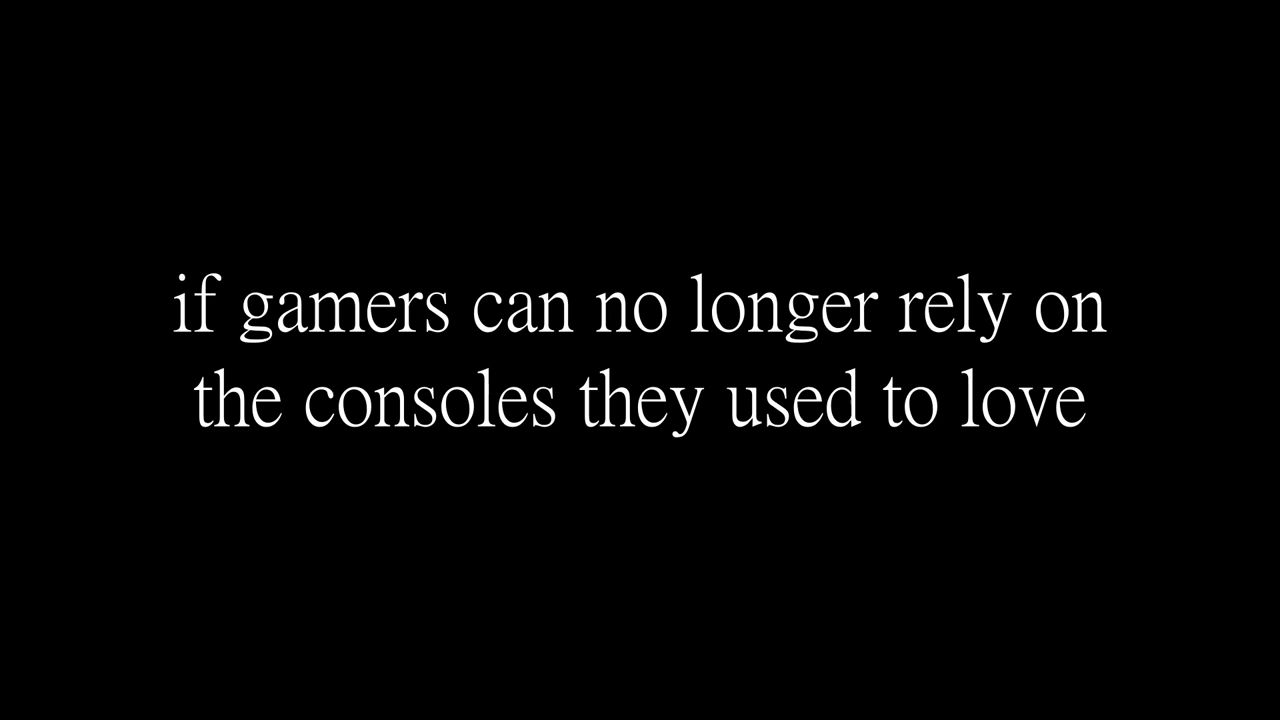 if gamers can no longer rely on
the consoles they used to love